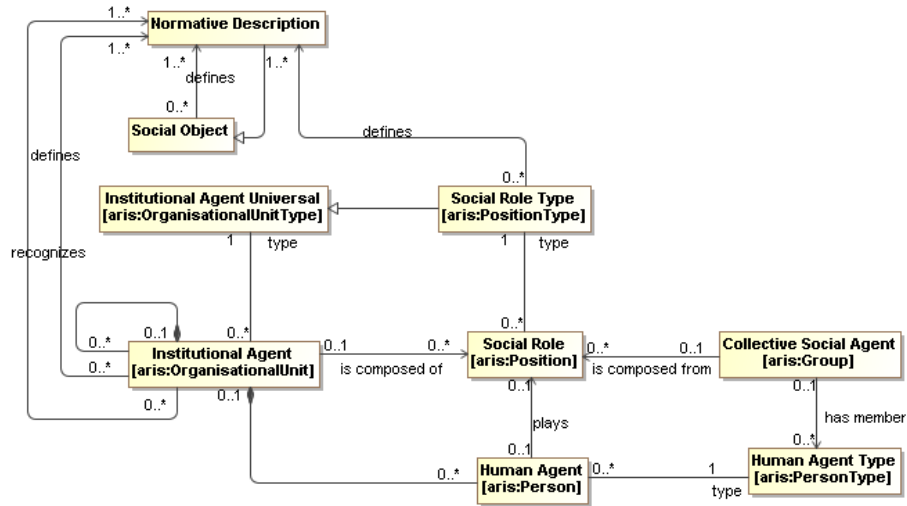 1..*
Normative Description
1..*
1..*
1..*
defines
0..*
Social Object
defines
defines
0..*
Institutional Agent Universal
[aris:OrganisationalUnitType]
Social Role Type
[aris:PositionType]
1
type
1
type
recognizes
0..*
0..1
0..*
0..*
0..*
Institutional Agent
[aris:OrganisationalUnit]
0..1
0..*
is composed of
Social Role
[aris:Position]
0..*
0..1
is composed from
Collective Social Agent
[aris:Group]
0..*
0..1
0..1
0..1
plays
has member
0..1
0..*
0..*
Human Agent
[aris:Person]
0..*
1
type
Human Agent Type
[aris:PersonType]